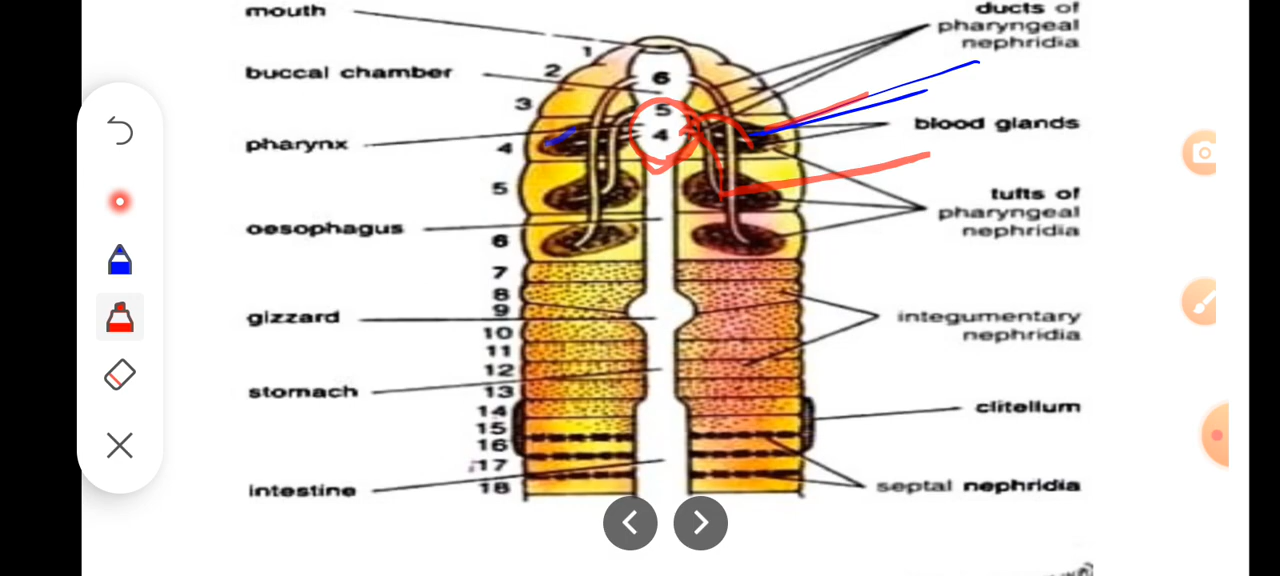 mouth
buccal chamber
pharynx
oesophagus
gizzard
stomach
intestine
1
2
3
4
5
6
7
8
9
10
11
12
13
14
15
16
17
18
6
5
4
ducts of
pharyngeal
nephridia
blood glands
tufts of
pharyngeal
nephridia
integumentary
nephridia
clitellum
septal nephridia